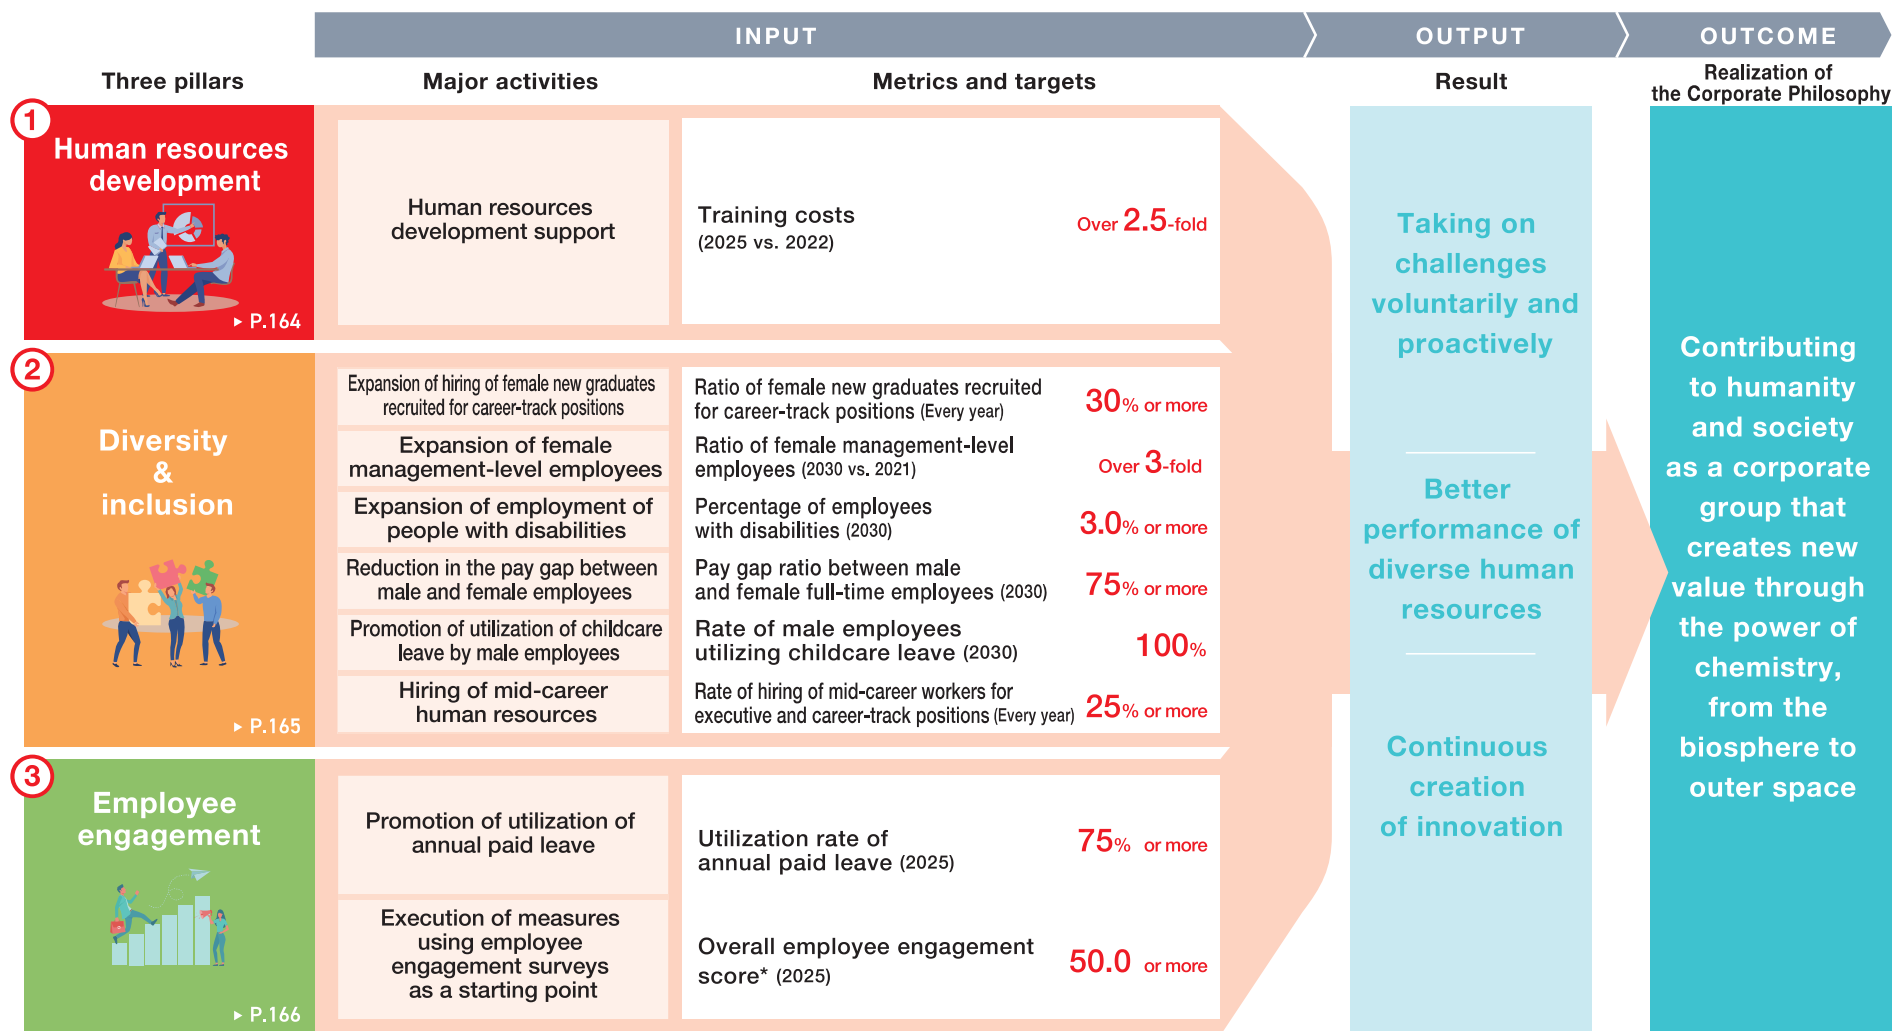 INPUT
OUTPUT
OUTCOME
Three pillars
Major activities
Metrics and targets
Result
Realization of
the Corporate Philosophy
1
Human resources
development
▶ P.164
Human resources
development support
Training costs
(2025 vs. 2022)
Over 2.5-fold
2
Diversity
&
inclusion
▶ P.165
Expansion of hiring of female new graduates
recruited for career-track positions
Ratio of female new graduates recruited
for career-track positions (Every year)
30% or more
Expansion of female
management-level employees
Ratio of female management-level
employees (2030 vs. 2021)
Over 3-fold
Expansion of employment of
people with disabilities
Percentage of employees
with disabilities (2030)
3.0% or more
Reduction in the pay gap between
male and female employees
Pay gap ratio between male
and female full-time employees (2030)
75% or more
Promotion of utilization of childcare
leave by male employees
Rate of male employees
utilizing childcare leave (2030)
100%
Hiring of mid-career
human resources
Rate of hiring of mid-career workers for
executive and career-track positions (Every year)
25% or more
3
Employee
engagement
▶ P.166
Promotion of utilization of
annual paid leave
Utilization rate of
annual paid leave (2025)
75% or more
Execution of measures
using employee
engagement surveys
as a starting point
Overall employee engagement
score* (2025)
50.0 or more
Taking on
challenges
voluntarily and
proactively
Better
performance of
diverse human
resources
Continuous
creation
of innovation
Contributing
to humanity
and society
as a corporate
group that
creates new
value through
the power of
chemistry,
from the
biosphere to
outer space